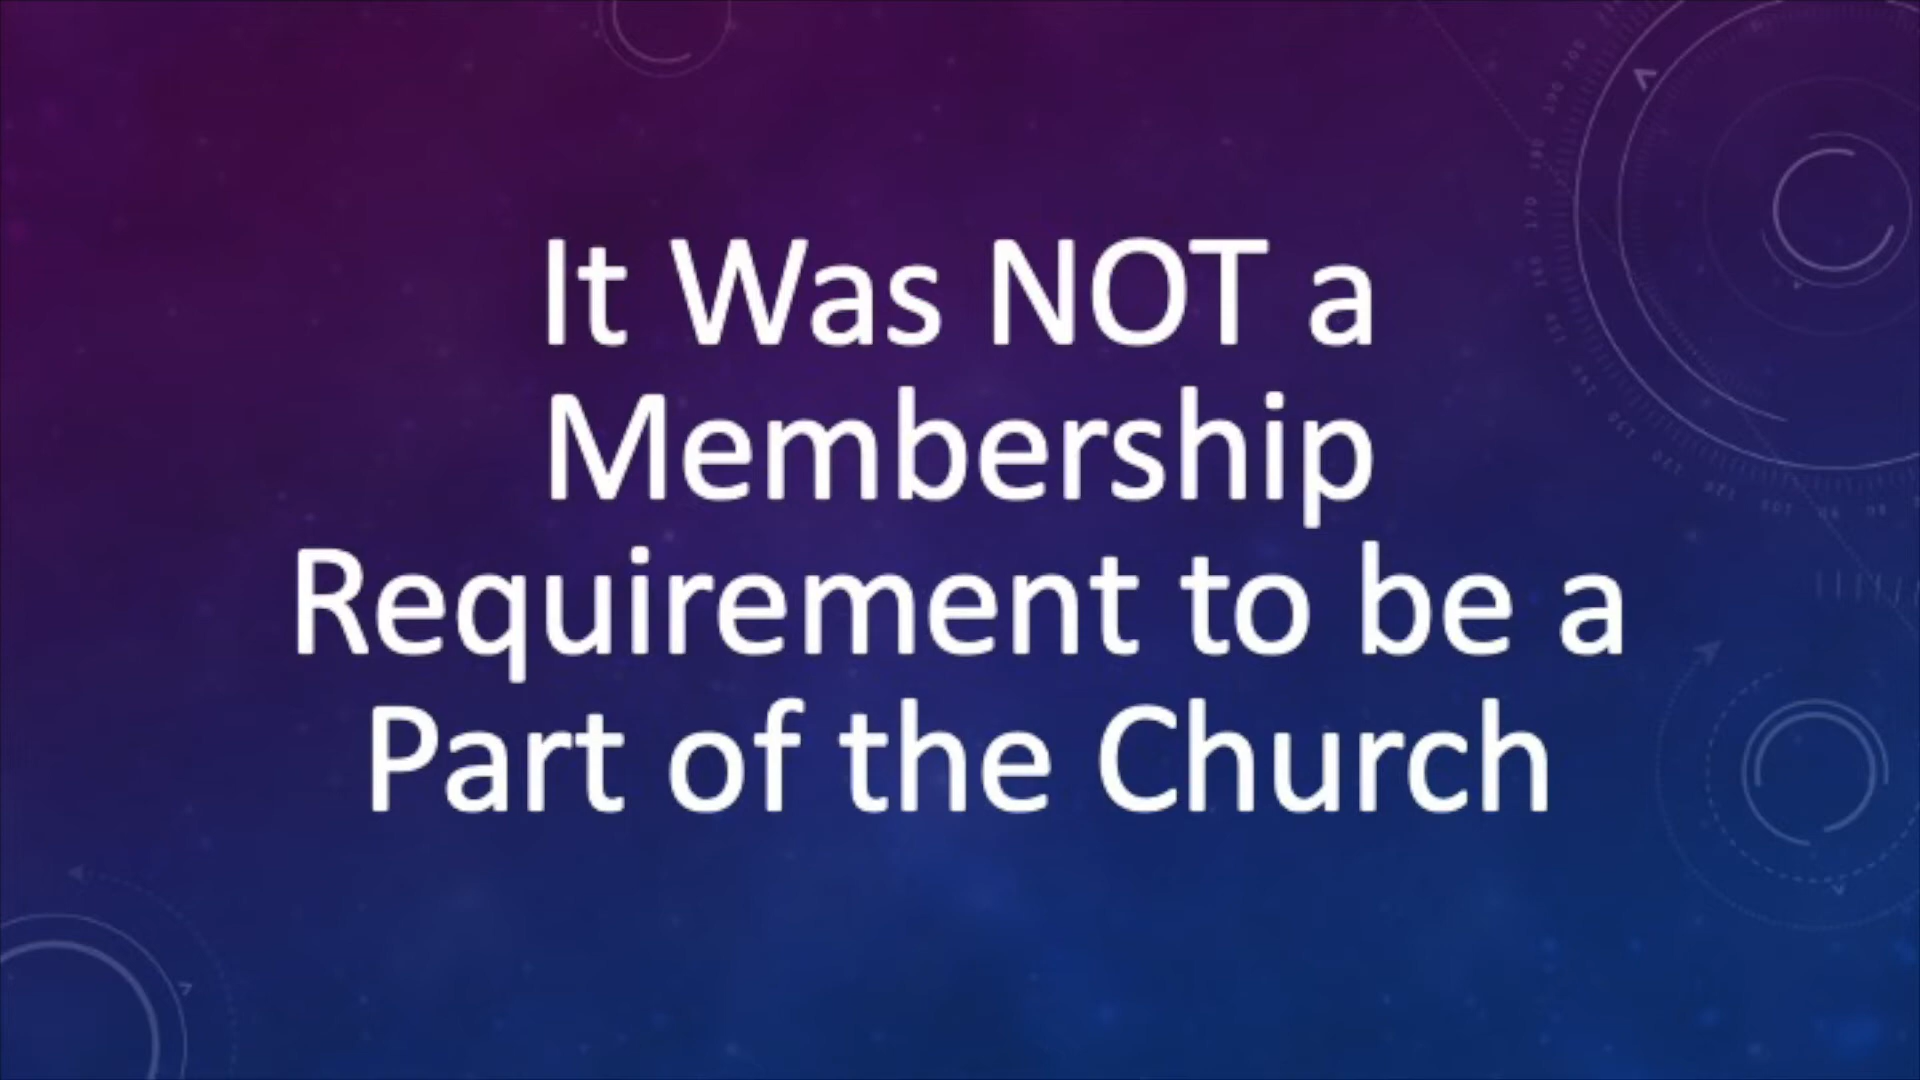 It Was NOT a
Membership
Requirement to be a
Part of the Church